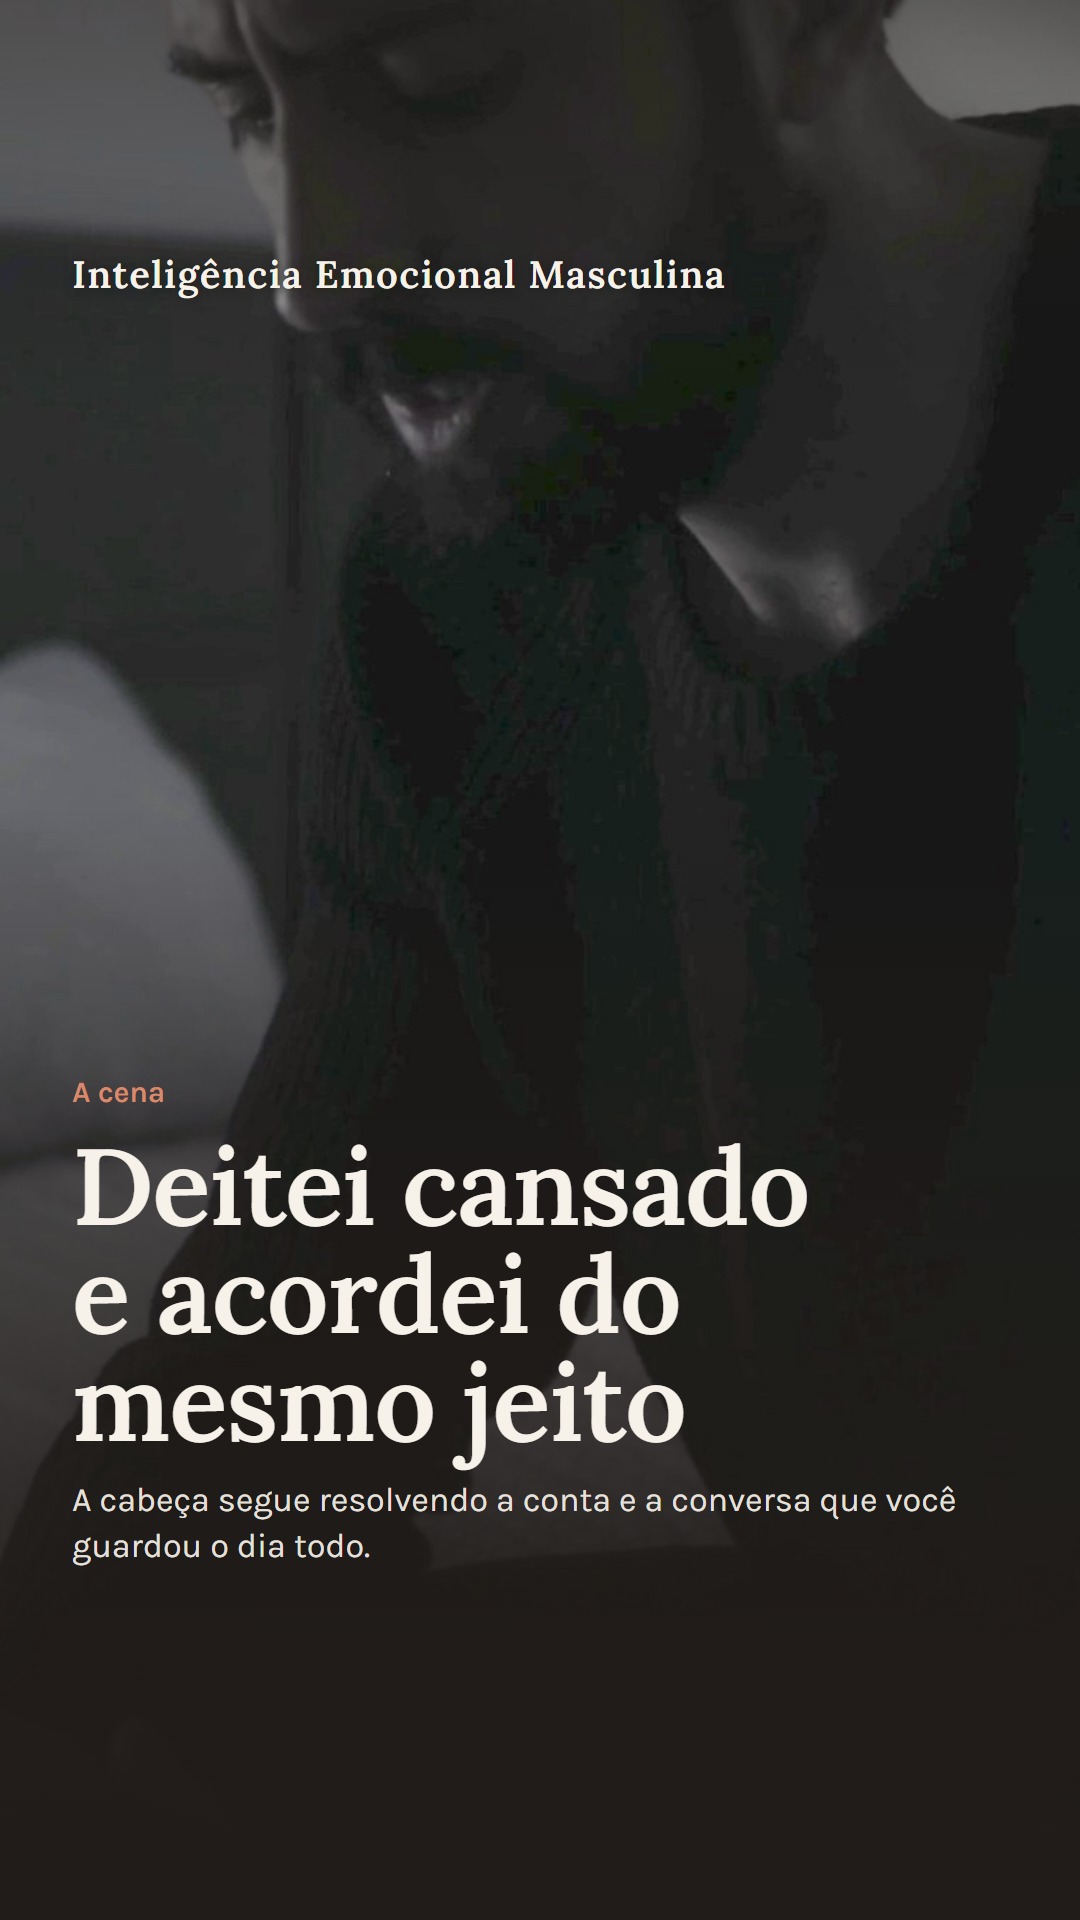 Inteligência Emocional Masculina
A cena
Deitei cansado
e acordei do
mesmo jeito
A cabeça segue resolvendo a conta e a conversa que você
guardou o dia todo.